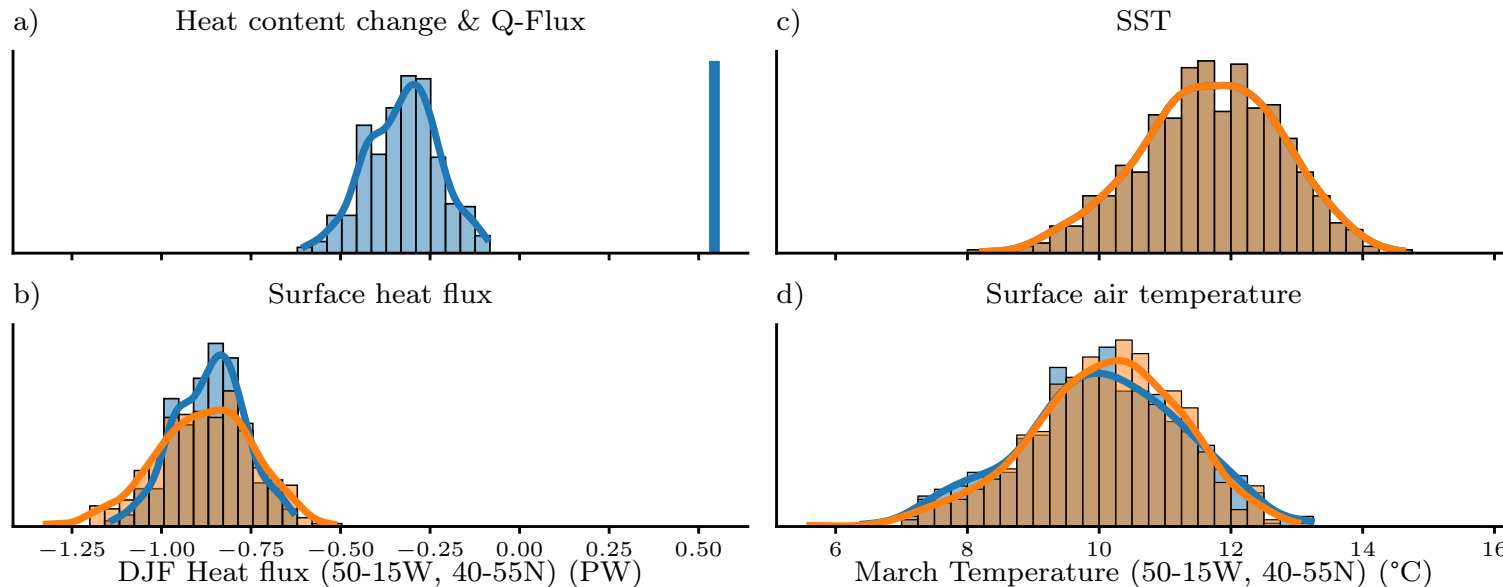 a) Heat content change & Q-Flux
c) SST
b) Surface heat flux
d) Surface air temperature
−1.25 −1.00 −0.75 −0.50 −0.25 0.00 0.25 0.50
DJF Heat flux (50-15W, 40-55N) (PW)
6 8 10 12 14 16
March Temperature (50-15W, 40-55N) (°C)